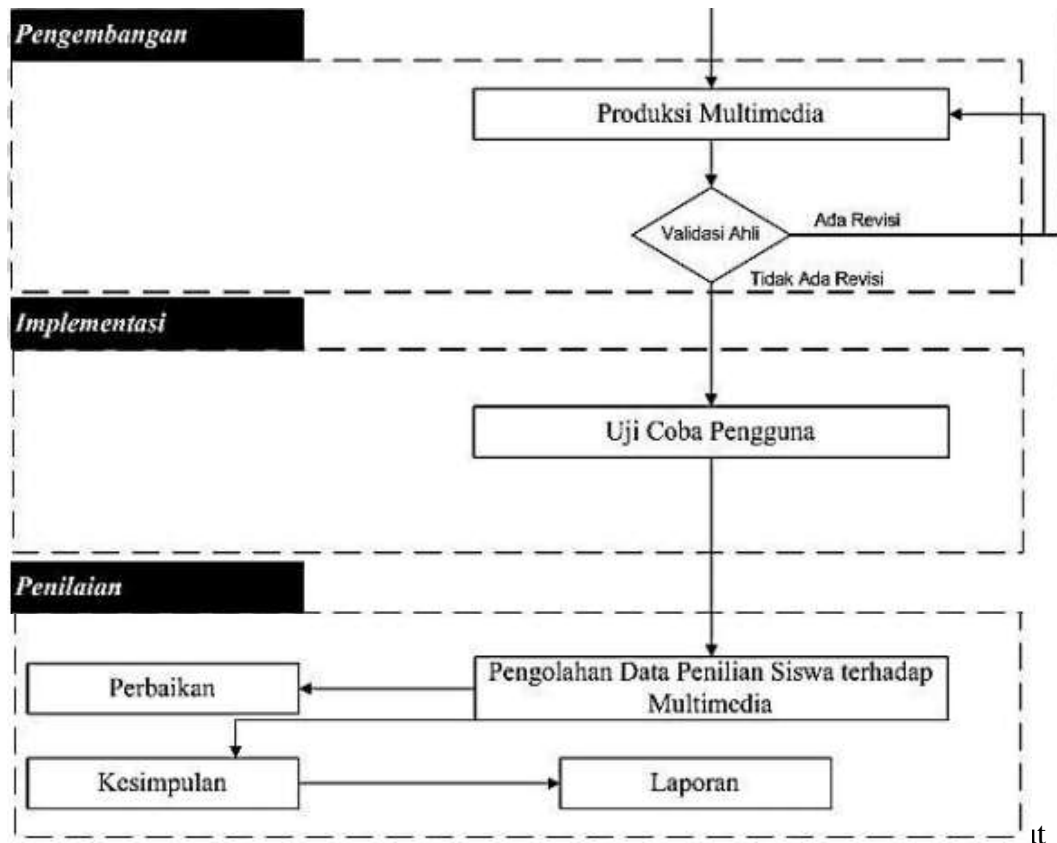 Pengembangan
Produksi Multimedia
Validasi Ahli
Ada Revisi
Tidak Ada Revisi
Implementasi
Uji Coba Pengguna
Penilaian
Pengolahan Data Penilian Siswa terhadap
Multimedia
Perbaikan
Kesimpulan
Laporan